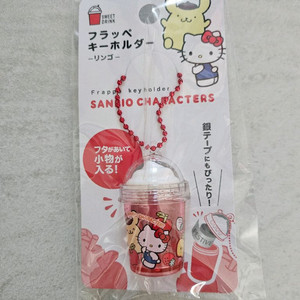 SWEET
DRINK
フラッペ
キーホルダー
-リンゴ-
Frappe keyholder
SANRIO CHARACTERS
フタがあいて
小物が
入る!
銀テープにも
ぴったり!